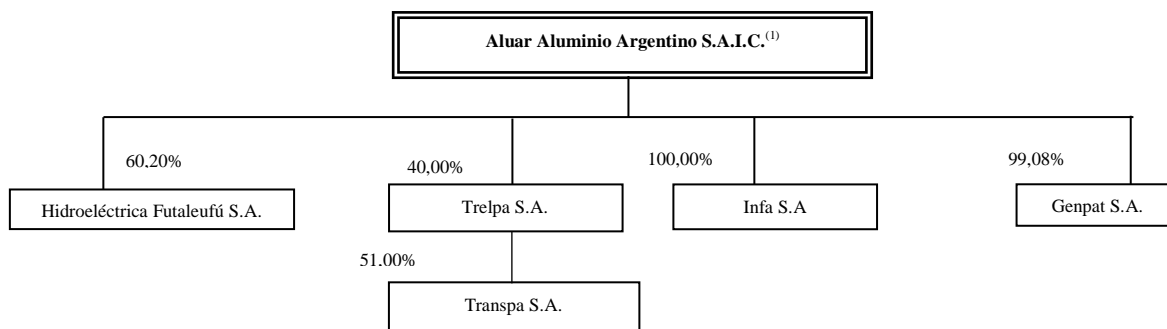 Aluar Aluminio Argentino S.A.I.C.(1)
60,20%
40,00%
100,00%
99,08%
Hidroeléctrica Futaleufú S.A.
Trelpa S.A.
Infa S.A
Genpat S.A.
51,00%
Transpa S.A.